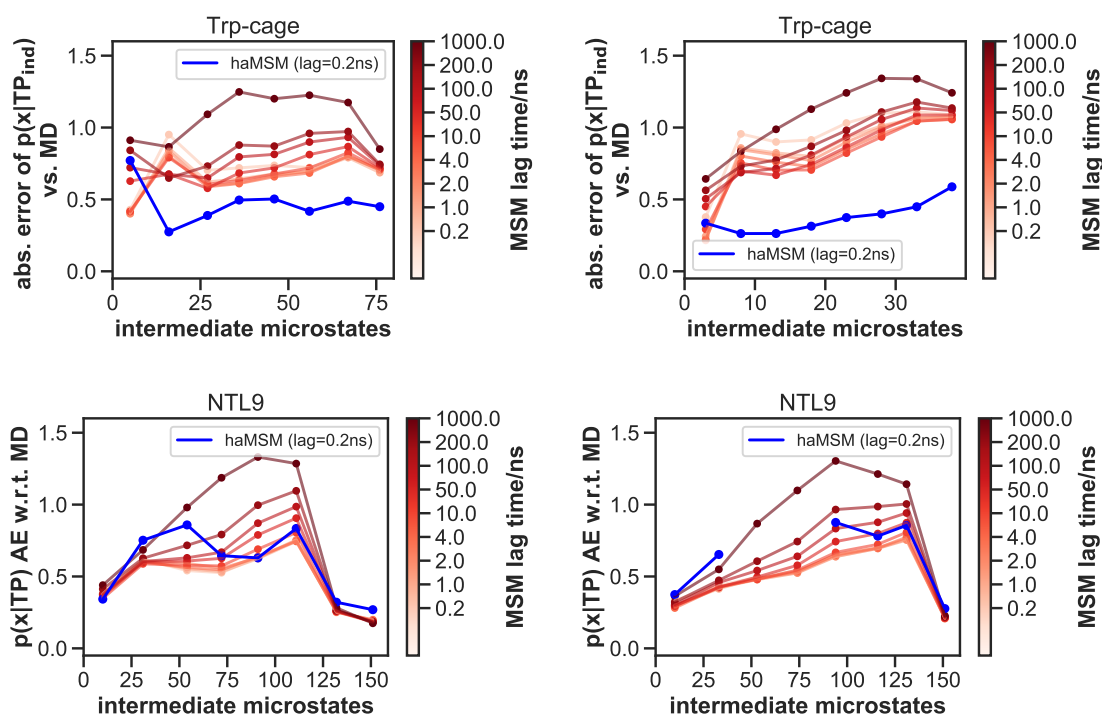 Trp-cage
abs. error of p(x|TP_ind)
vs. MD
1.5
1.0
0.5
0.0
haMSM (lag=0.2ns)
0 25 50 75
intermediate microstates
1000.0
200.0
100.0
50.0
10.0
4.0
2.0
1.0
0.2
MSM lag time/ns
Trp-cage
abs. error of p(x|TP_ind)
vs. MD
1.5
1.0
0.5
0.0
haMSM (lag=0.2ns)
0 10 20 30
intermediate microstates
1000.0
200.0
100.0
50.0
10.0
4.0
2.0
1.0
0.2
MSM lag time/ns
NTL9
p(x|TP) AE w.r.t. MD
1.5
1.0
0.5
0.0
haMSM (lag=0.2ns)
0 25 50 75 100 125 150
intermediate microstates
1000.0
200.0
100.0
50.0
10.0
4.0
2.0
1.0
0.2
MSM lag time/ns
NTL9
p(x|TP) AE w.r.t. MD
1.5
1.0
0.5
0.0
haMSM (lag=0.2ns)
0 25 50 75 100 125 150
intermediate microstates
1000.0
200.0
100.0
50.0
10.0
4.0
2.0
1.0
0.2
MSM lag time/ns